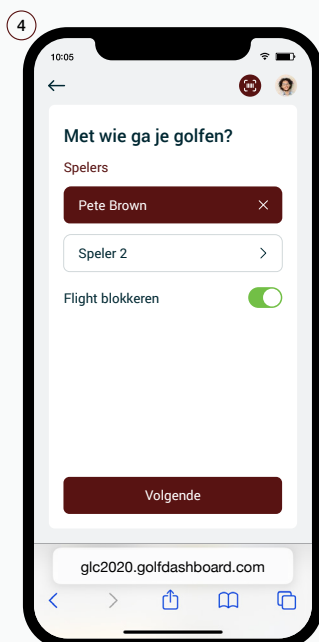 4
10:05
Met wie ga je golfen?
Spelers
Pete Brown
Speler 2
Flight blokkeren
Volgende
glc2020.golfdashboard.com